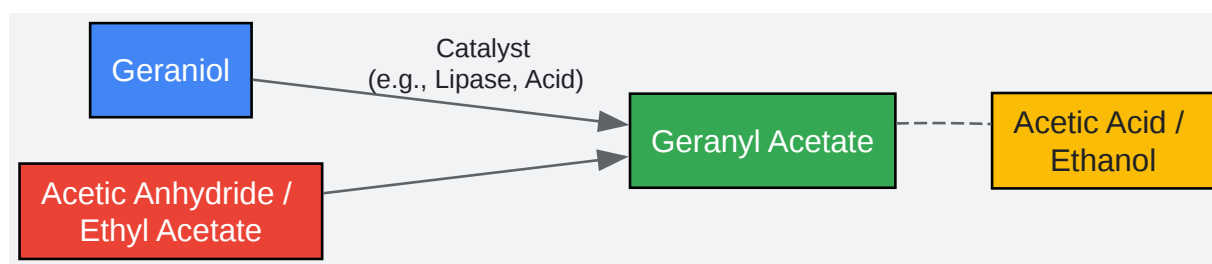 Geraniol
Catalyst
(e.g., Lipase, Acid)
Acetic Anhydride /
Ethyl Acetate
Geranyl Acetate
Acetic Acid /
Ethanol